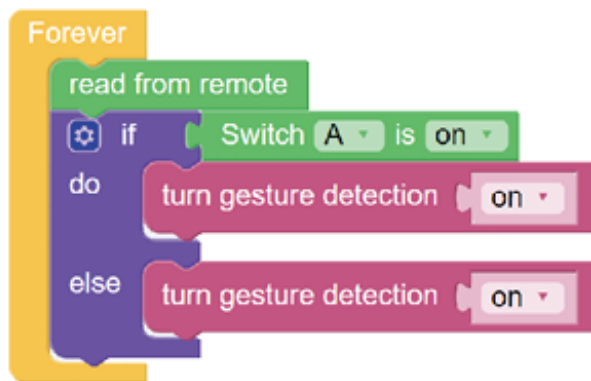 Forever
read from remote
if Switch A is on
do turn gesture detection on
else turn gesture detection on